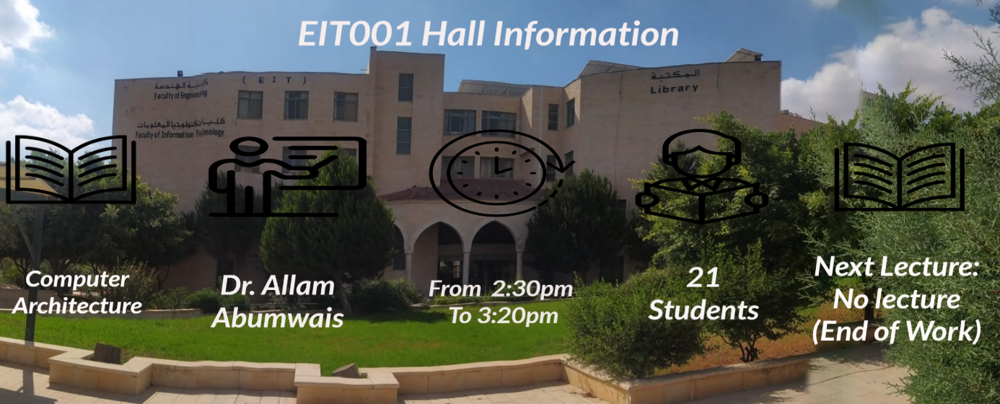 EIT001 Hall Information
كلية الهندسة
( E I T )
Faculty of Engineering
كلية تكنولوجيا المعلومات
Faculty of Information Technology
المكتبة
Library
Computer
Architecture
Dr. Allam
Abumwais
From 2:30pm
To 3:20pm
21
Students
Next Lecture:
No lecture
(End of Work)